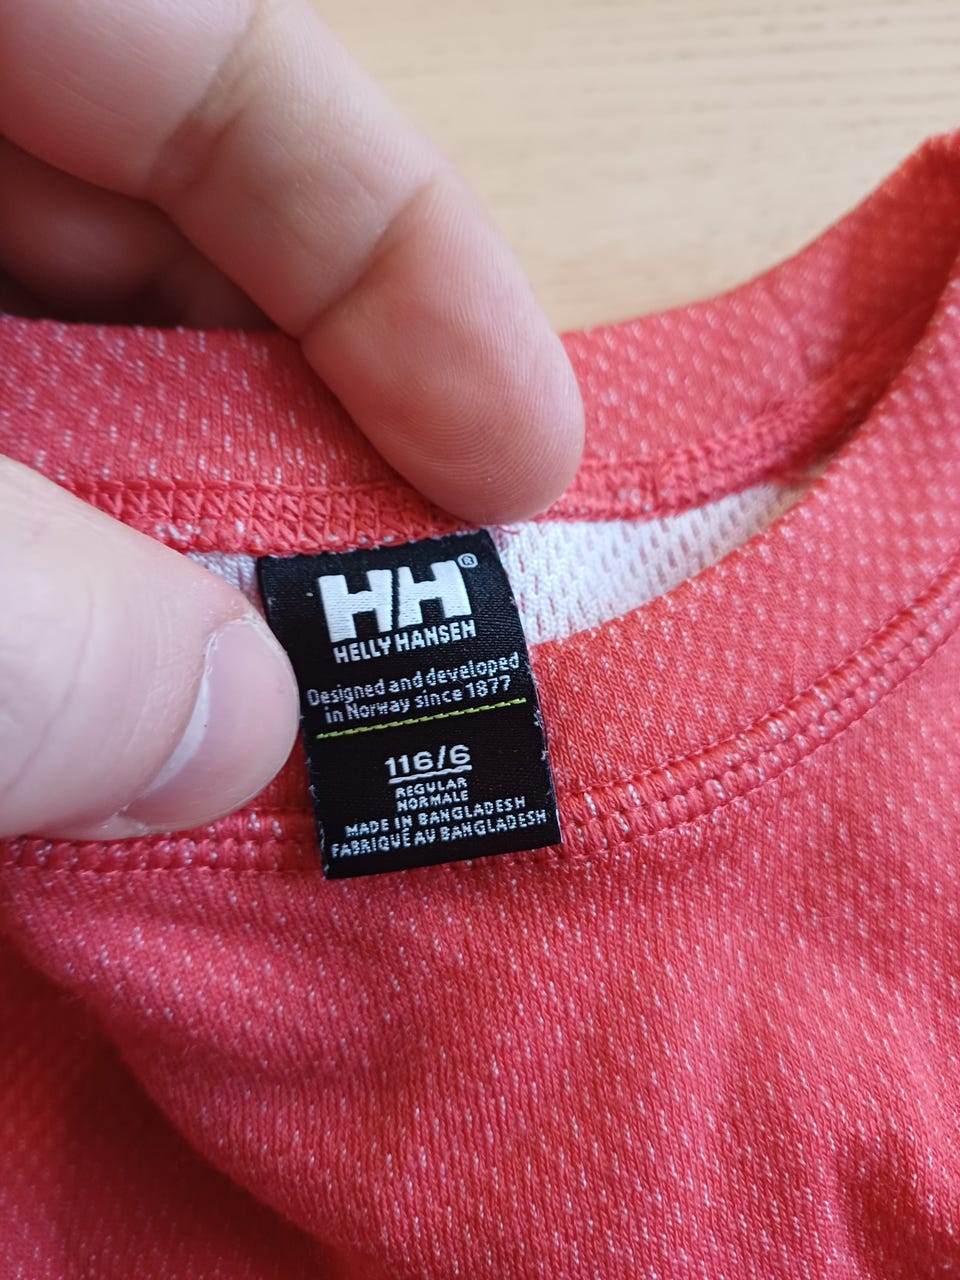 HH®
HELLY HANSEN
Designed and developed
in Norway since 1877
116/6
REGULAR
NORMALE
MADE IN BANGLADESH
FABRIQUÉ AU BANGLADESH